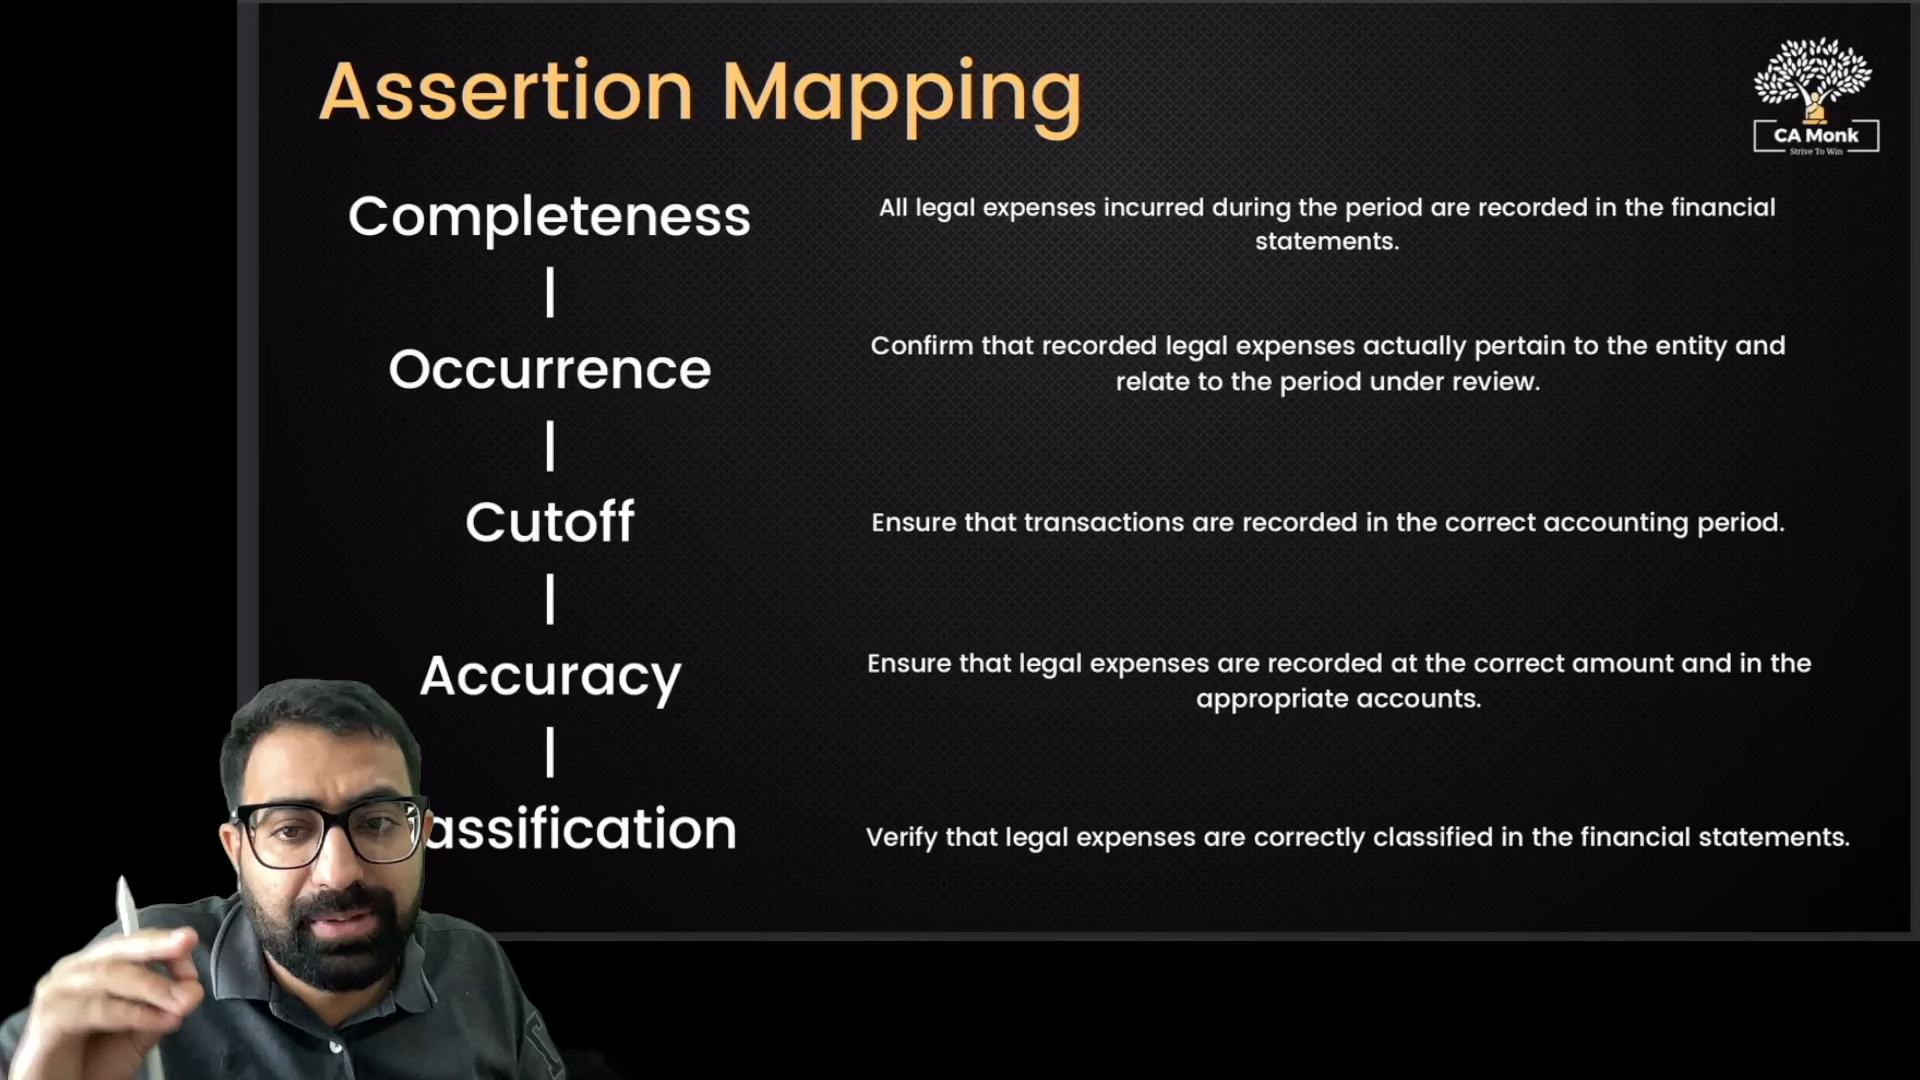 Assertion Mapping
CA Monk
Strive To Win
Completeness
All legal expenses incurred during the period are recorded in the financial
statements.
Occurrence
Confirm that recorded legal expenses actually pertain to the entity and
relate to the period under review.
Cutoff
Ensure that transactions are recorded in the correct accounting period.
Accuracy
Ensure that legal expenses are recorded at the correct amount and in the
appropriate accounts.
assification
Verify that legal expenses are correctly classified in the financial statements.